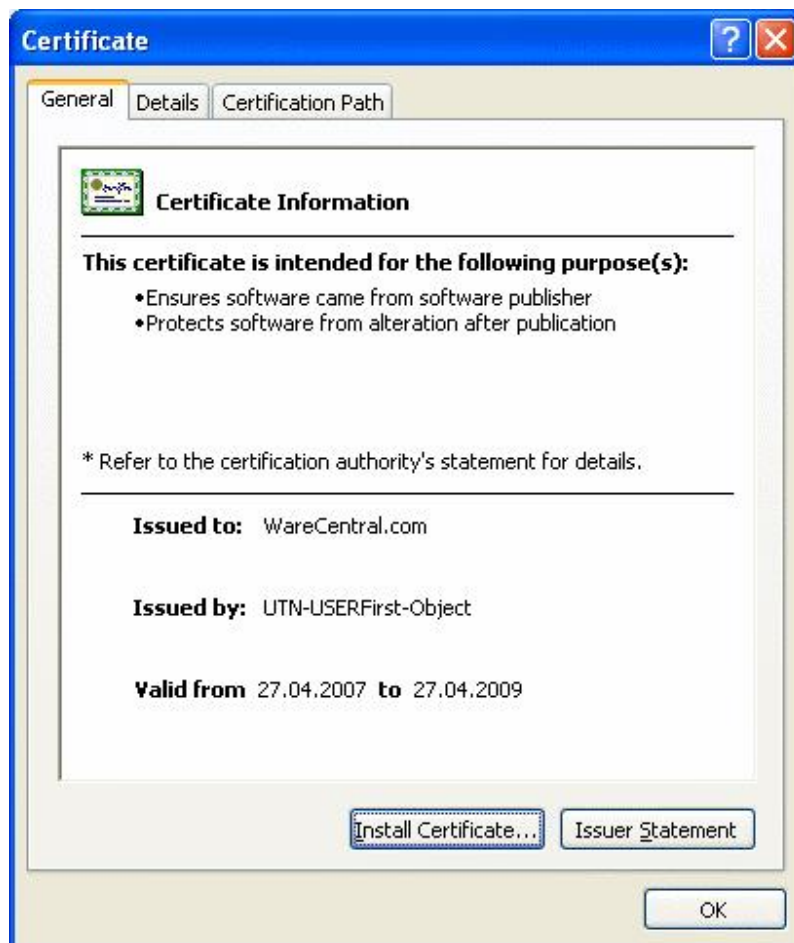 Certificate
General Details Certification Path
Certificate Information
This certificate is intended for the following purpose(s):
•Ensures software came from software publisher
•Protects software from alteration after publication
* Refer to the certification authority's statement for details.
Issued to: WareCentral.com
Issued by: UTN-USERFirst-Object
Valid from 27.04.2007 to 27.04.2009
Install Certificate... Issuer Statement
OK